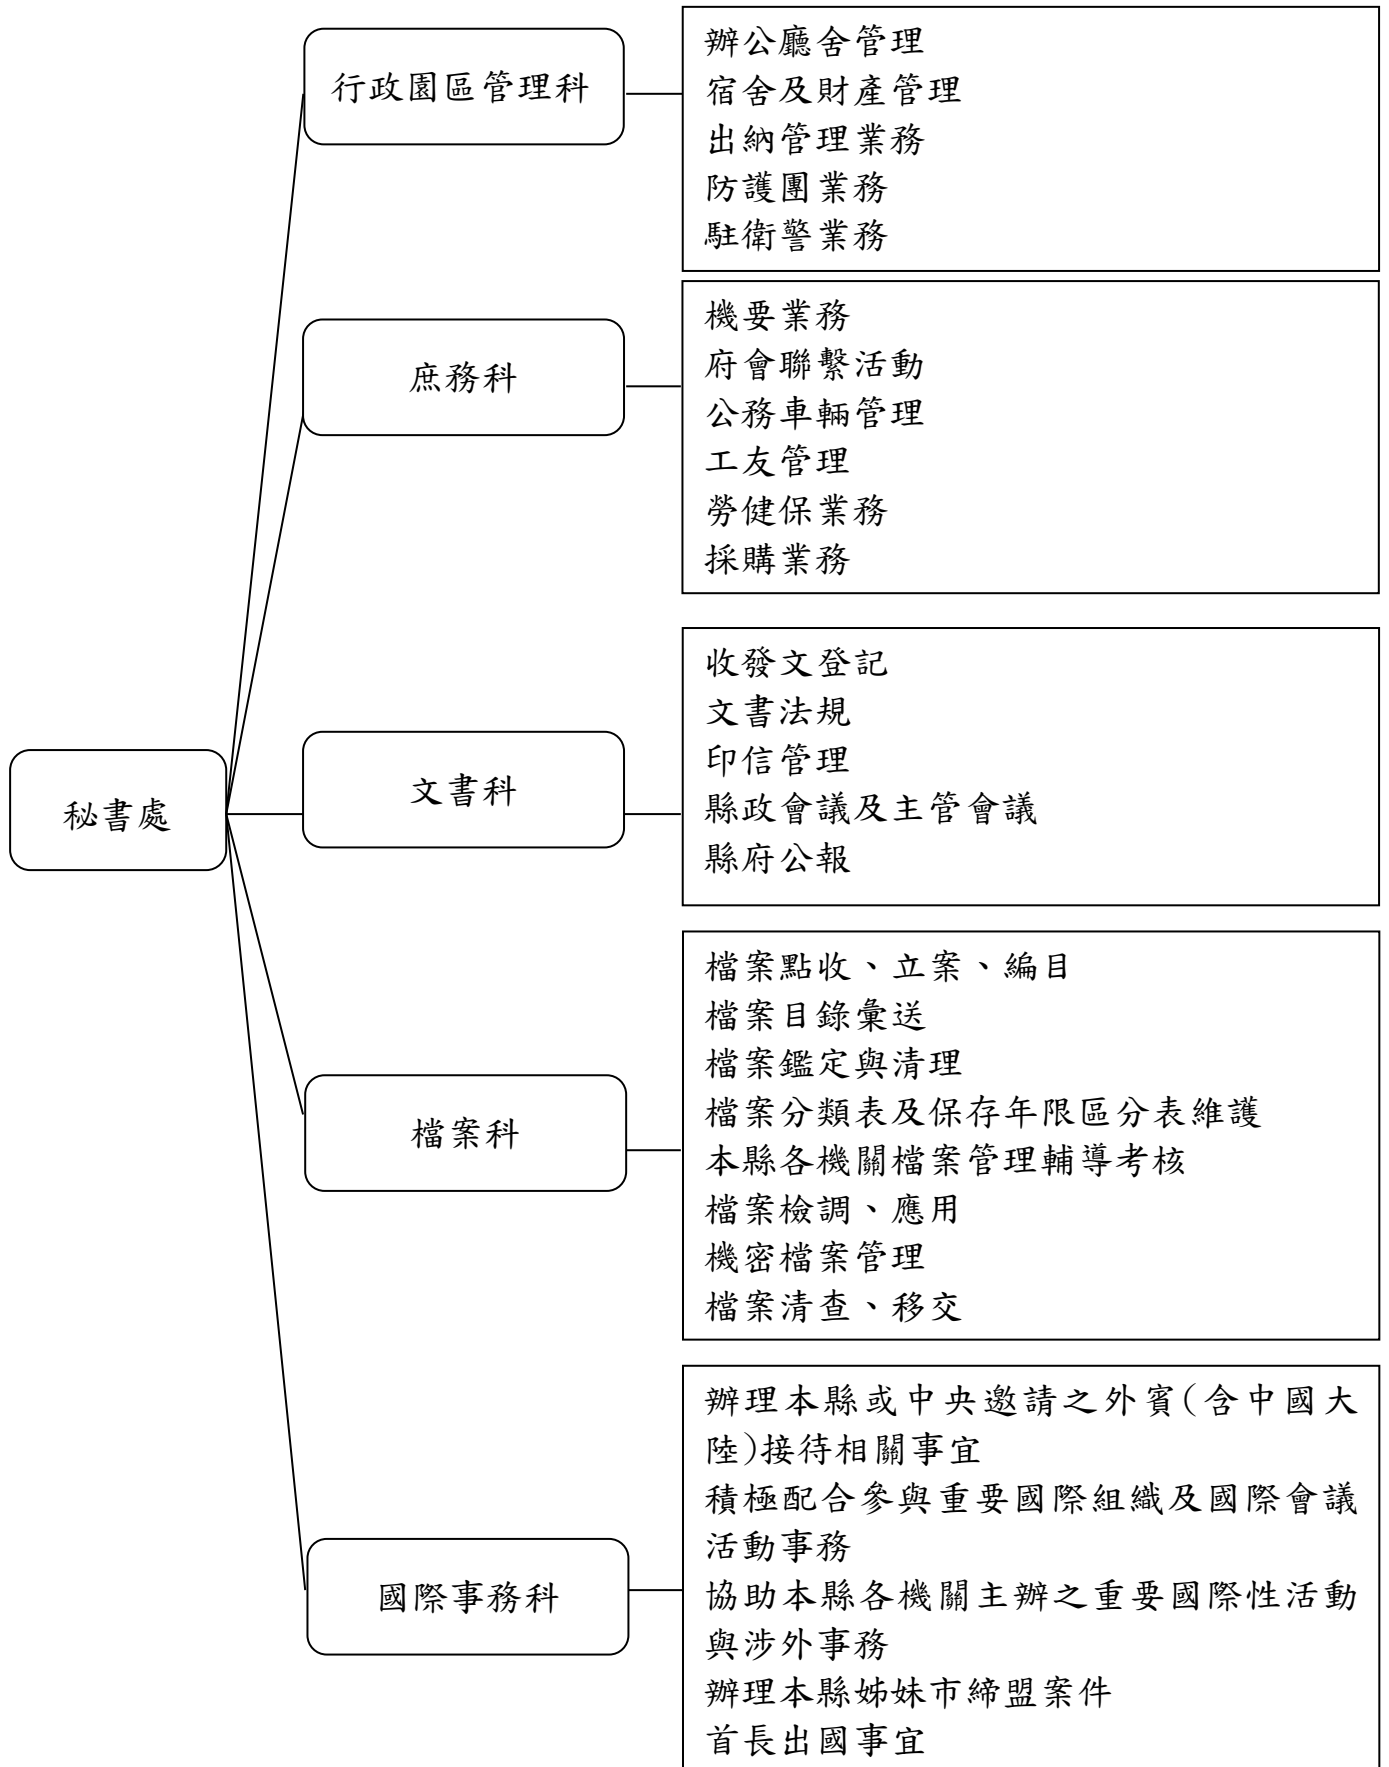 秘書處
行政園區管理科
辦公廳舍管理
宿舍及財產管理
出納管理業務
防護團業務
駐衛警業務
庶務科
機要業務
府會聯繫活動
公務車輛管理
工友管理
勞健保業務
採購業務
文書科
收發文登記
文書法規
印信管理
縣政會議及主管會議
縣府公報
檔案科
檔案點收、立案、編目
檔案目錄彙送
檔案鑑定與清理
檔案分類表及保存年限區分表維護
本縣各機關檔案管理輔導考核
檔案檢調、應用
機密檔案管理
檔案清查、移交
國際事務科
辦理本縣或中央邀請之外賓(含中國大
陸)接待相關事宜
積極配合參與重要國際組織及國際會議
活動事務
協助本縣各機關主辦之重要國際性活動
與涉外事務
辦理本縣姊妹市締盟案件
首長出國事宜